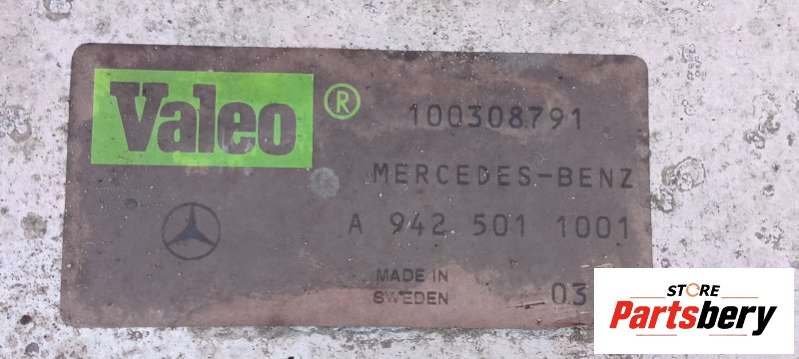 Valeo ®
100308791
MERCEDES-BENZ
A 942 501 1001
MADE IN
SWEDEN 03
STORE
Partsbery